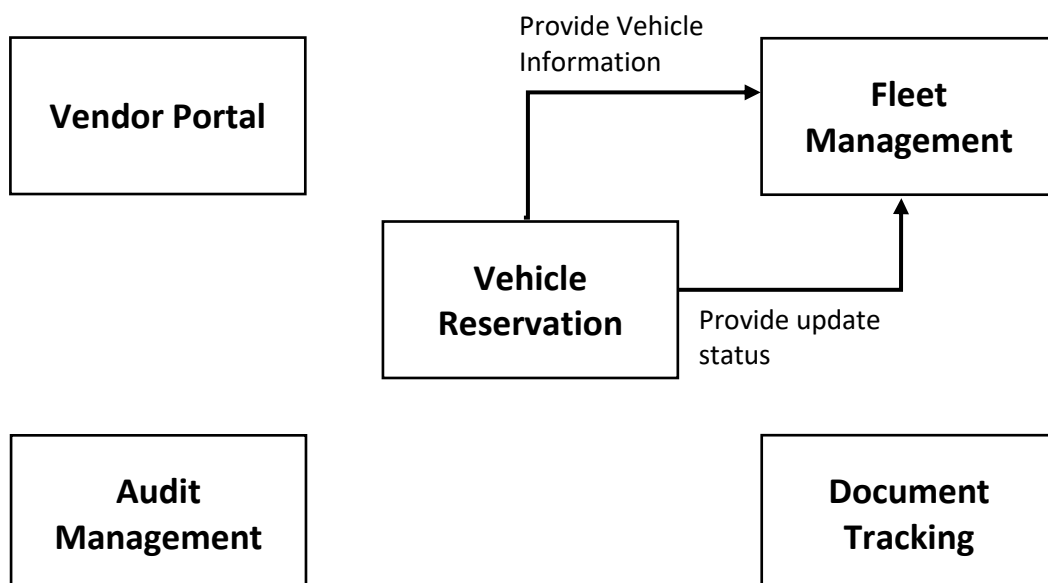 Provide Vehicle
Information
Vendor Portal
Fleet
Management
Vehicle
Reservation
Provide update
status
Audit
Management
Document
Tracking